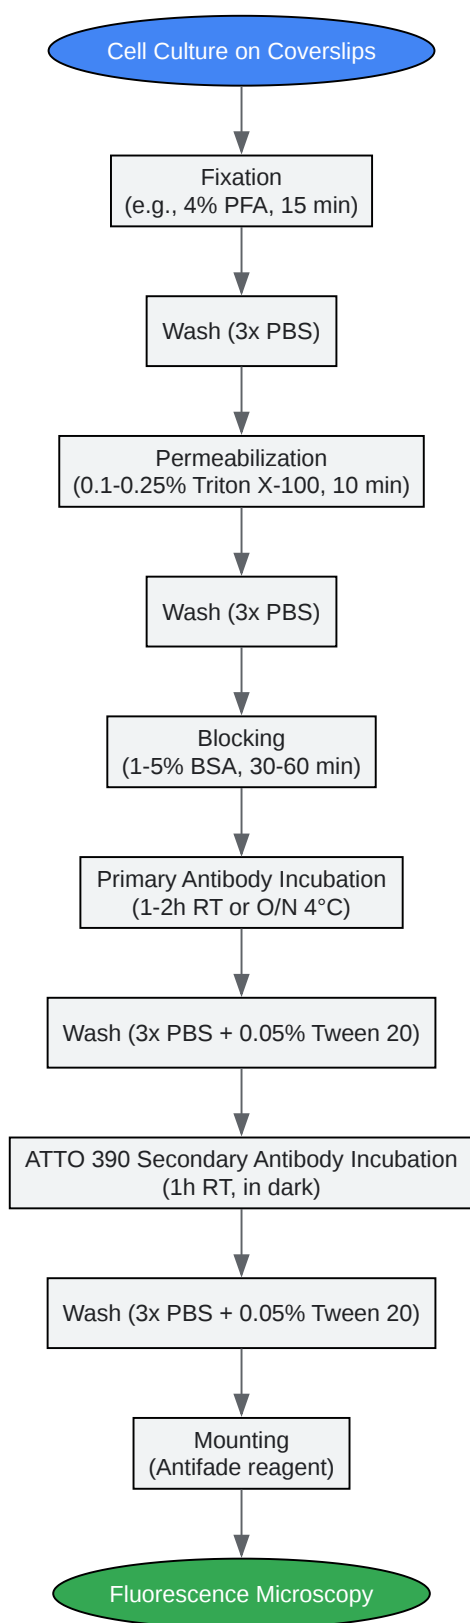 Cell Culture on Coverslips
Fixation
(e.g., 4% PFA, 15 min)
Wash (3x PBS)
Permeabilization
(0.1-0.25% Triton X-100, 10 min)
Wash (3x PBS)
Blocking
(1-5% BSA, 30-60 min)
Primary Antibody Incubation
(1-2h RT or O/N 4°C)
Wash (3x PBS + 0.05% Tween 20)
ATTO 390 Secondary Antibody Incubation
(1h RT, in dark)
Wash (3x PBS + 0.05% Tween 20)
Mounting
(Antifade reagent)
Fluorescence Microscopy